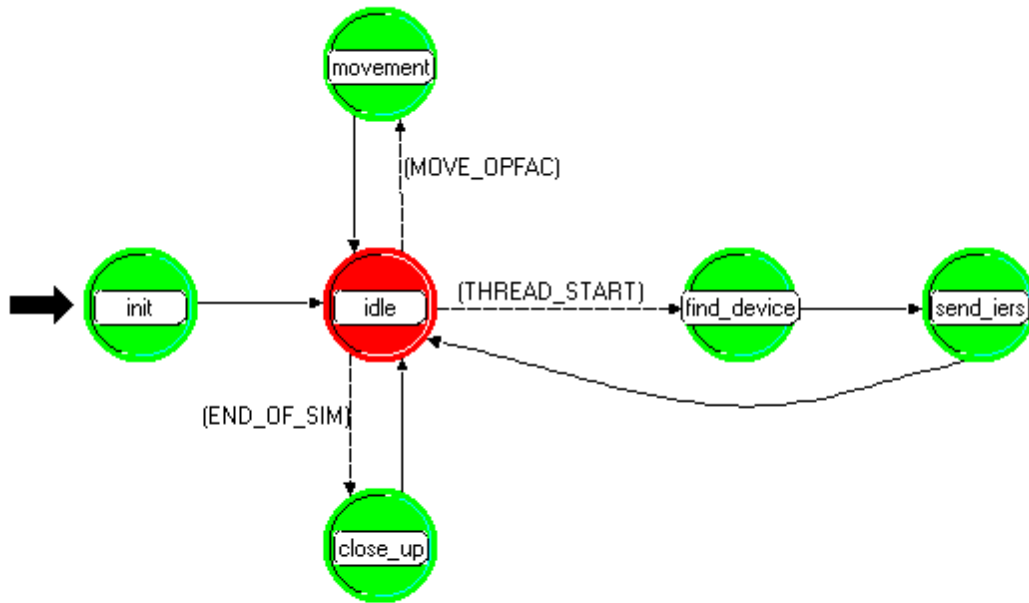 movement
(MOVE_OPFAC)
init
idle
(THREAD_START)
find_device
send_iers
(END_OF_SIM)
close_up